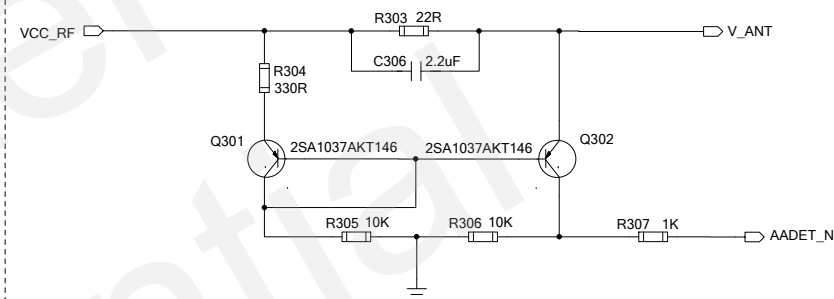 R303 22R
VCC_RF
V_ANT
C306 2.2uF
R304
330R
Q301
2SA1037AKT146
2SA1037AKT146
Q302
R305 10K
R306 10K
R307 1K
AADET_N